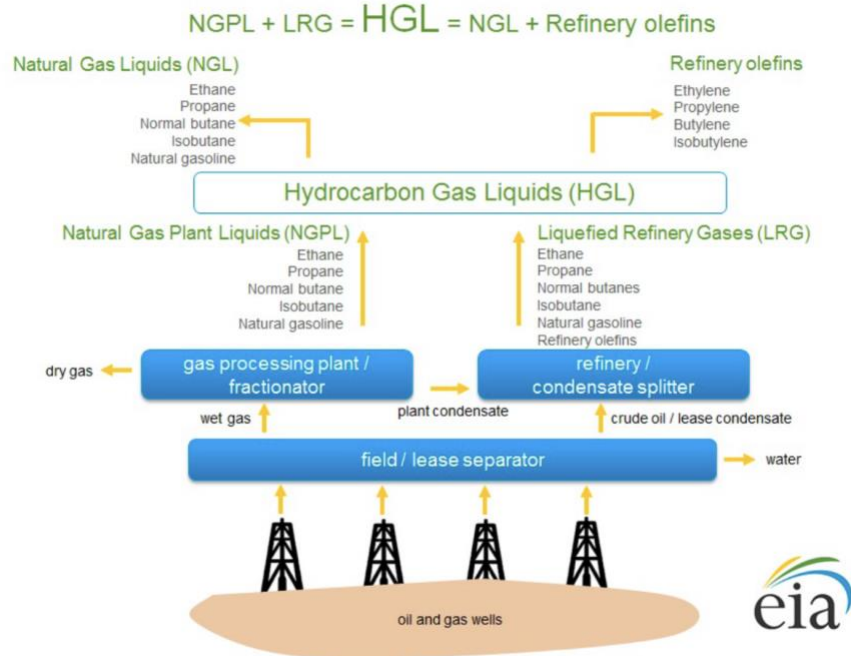 NGPL + LRG = HGL = NGL + Refinery olefins
Natural Gas Liquids (NGL)
Ethane
Propane
Normal butane
Isobutane
Natural gasoline
Refinery olefins
Ethylene
Propylene
Butylene
Isobutylene
Hydrocarbon Gas Liquids (HGL)
Natural Gas Plant Liquids (NGPL)
Ethane
Propane
Normal butane
Isobutane
Natural gasoline
Liquefied Refinery Gases (LRG)
Ethane
Propane
Normal butanes
Isobutane
Natural gasoline
Refinery olefins
dry gas
gas processing plant /
fractionator
refinery /
condensate splitter
wet gas
plant condensate
crude oil / lease condensate
field / lease separator
water
oil and gas wells
eia